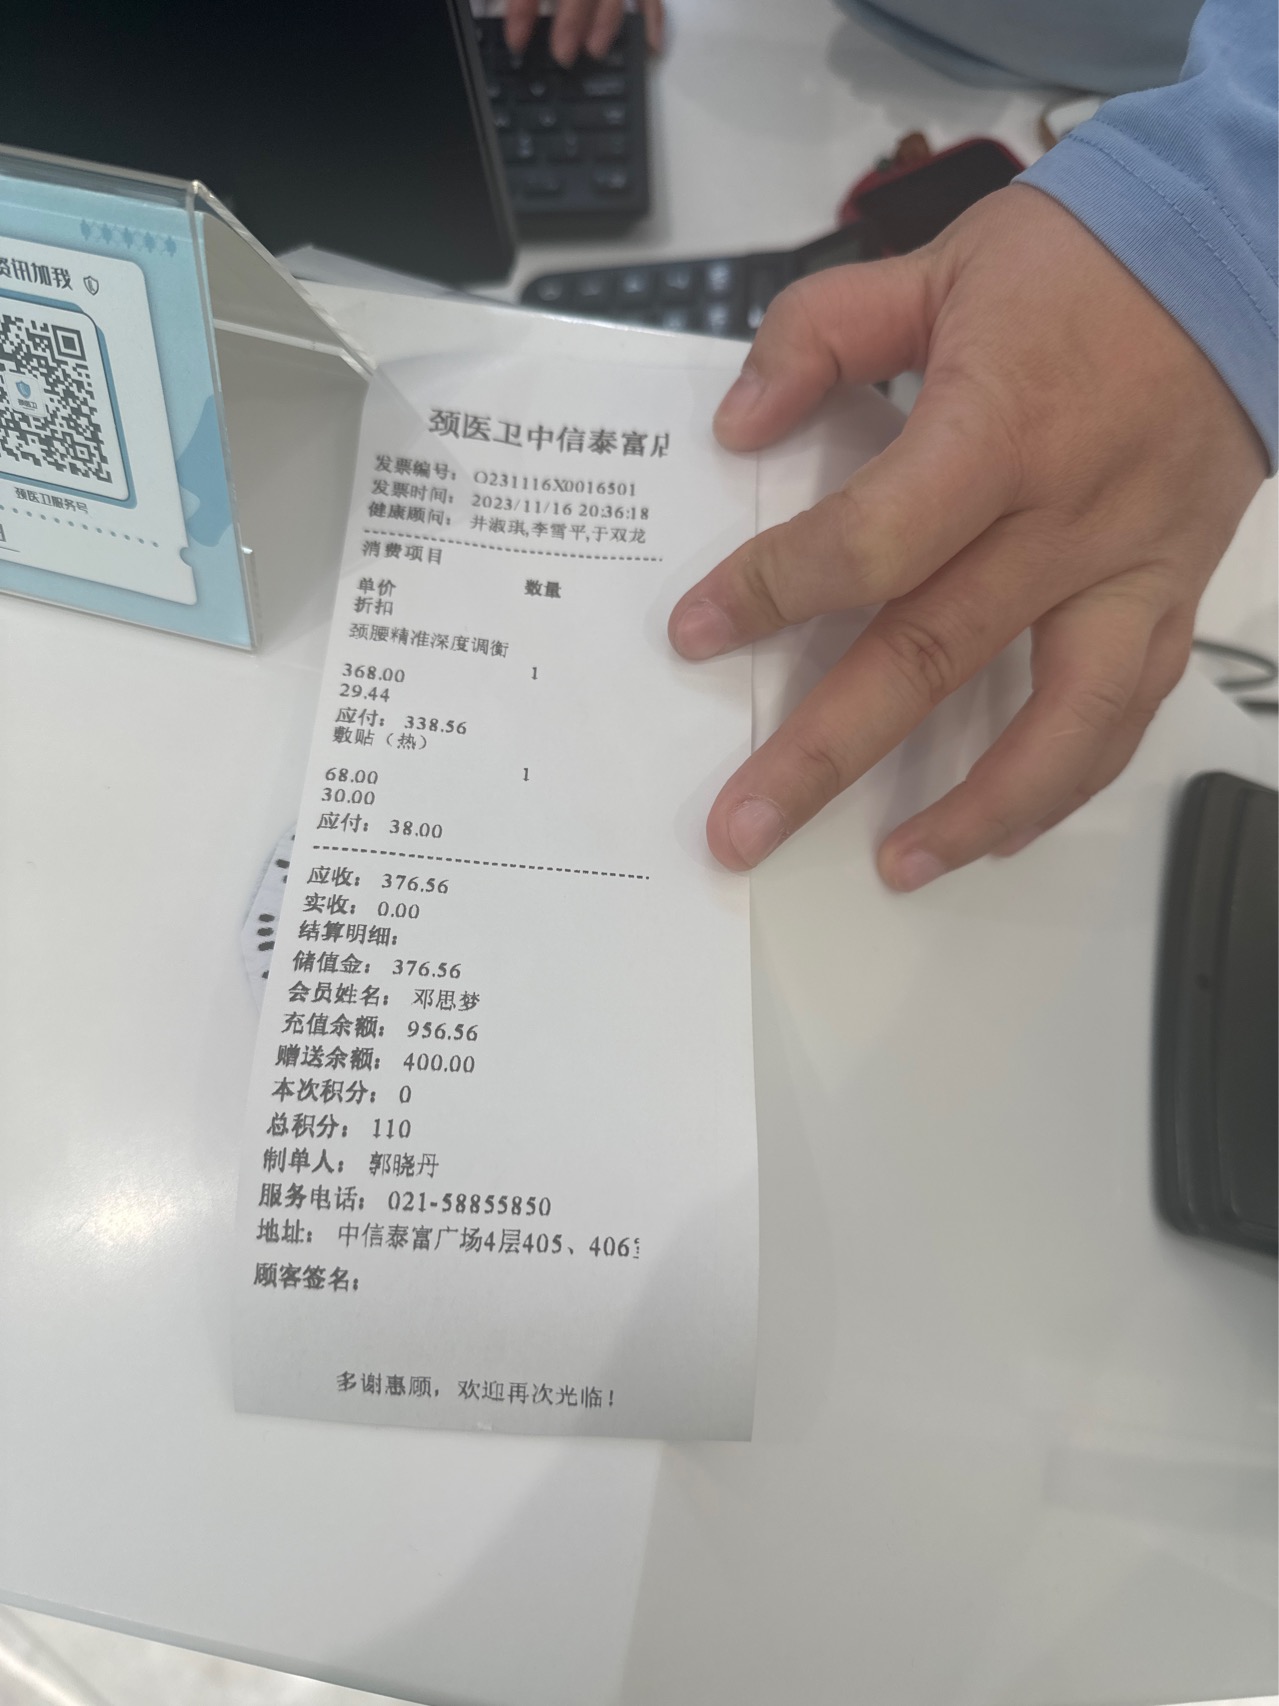 资讯加我
颈医卫
颈医卫服务号
颈医卫中信泰富店
发票编号: O231116X0016501
发票时间: 2023/11/16 20:36:18
健康顾问: 井淑琪,李雪平,于双龙
消费项目
单价 数量
折扣
颈腰精准深度调衡
368.00 1
29.44
应付: 338.56
敷贴（热）
68.00 1
30.00
应付: 38.00
应收: 376.56
实收: 0.00
结算明细:
储值金: 376.56
会员姓名: 邓思梦
充值余额: 956.56
赠送余额: 400.00
本次积分: 0
总积分: 110
制单人: 郭晓丹
服务电话: 021-58855850
地址: 中信泰富广场4层405、406
顾客签名:
多谢惠顾，欢迎再次光临!